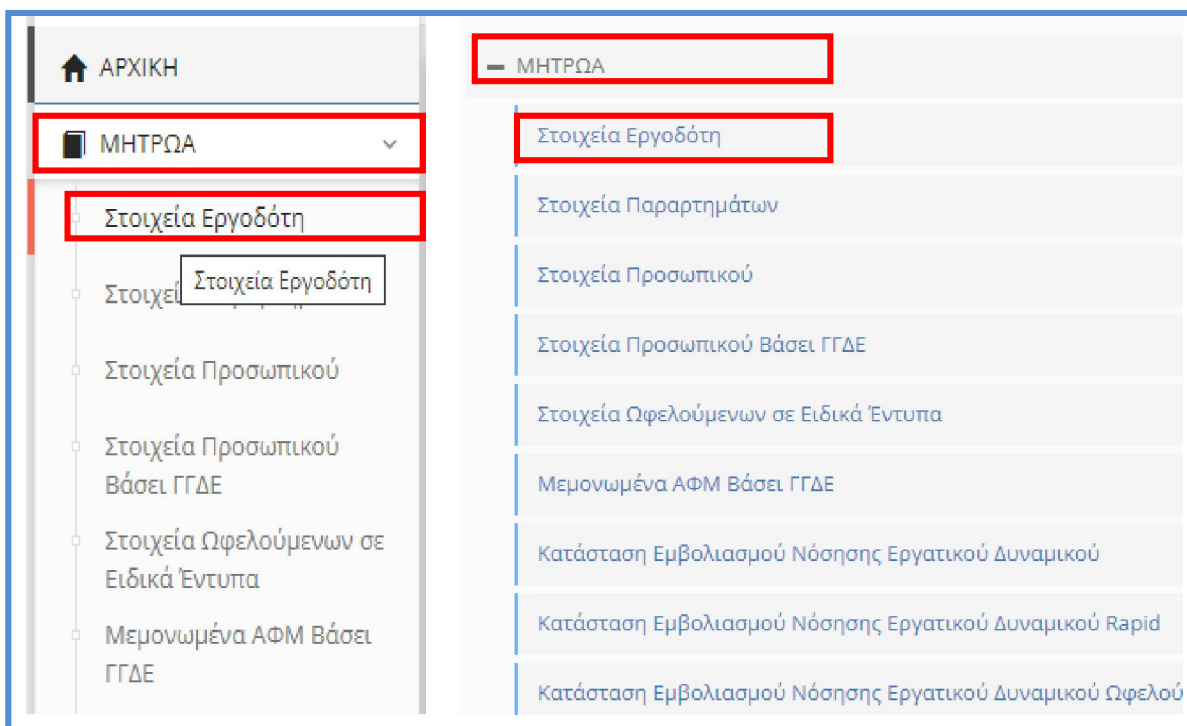 ΑΡΧΙΚΗ
ΜΗΤΡΩΑ
Στοιχεία Εργοδότη
Στοιχεία Εργοδότη
Στοιχεί
Στοιχεία Προσωπικού
Στοιχεία Προσωπικού
Βάσει ΓΓΔΕ
Στοιχεία Ωφελούμενων σε
Ειδικά Έντυπα
Μεμονωμένα ΑΦΜ Βάσει
ΓΓΔΕ
ΜΗΤΡΩΑ
Στοιχεία Εργοδότη
Στοιχεία Παραρτημάτων
Στοιχεία Προσωπικού
Στοιχεία Προσωπικού Βάσει ΓΓΔΕ
Στοιχεία Ωφελούμενων σε Ειδικά Έντυπα
Μεμονωμένα ΑΦΜ Βάσει ΓΓΔΕ
Κατάσταση Εμβολιασμού Νόσησης Εργατικού Δυναμικού
Κατάσταση Εμβολιασμού Νόσησης Εργατικού Δυναμικού Rapid
Κατάσταση Εμβολιασμού Νόσησης Εργατικού Δυναμικού Ωφελού